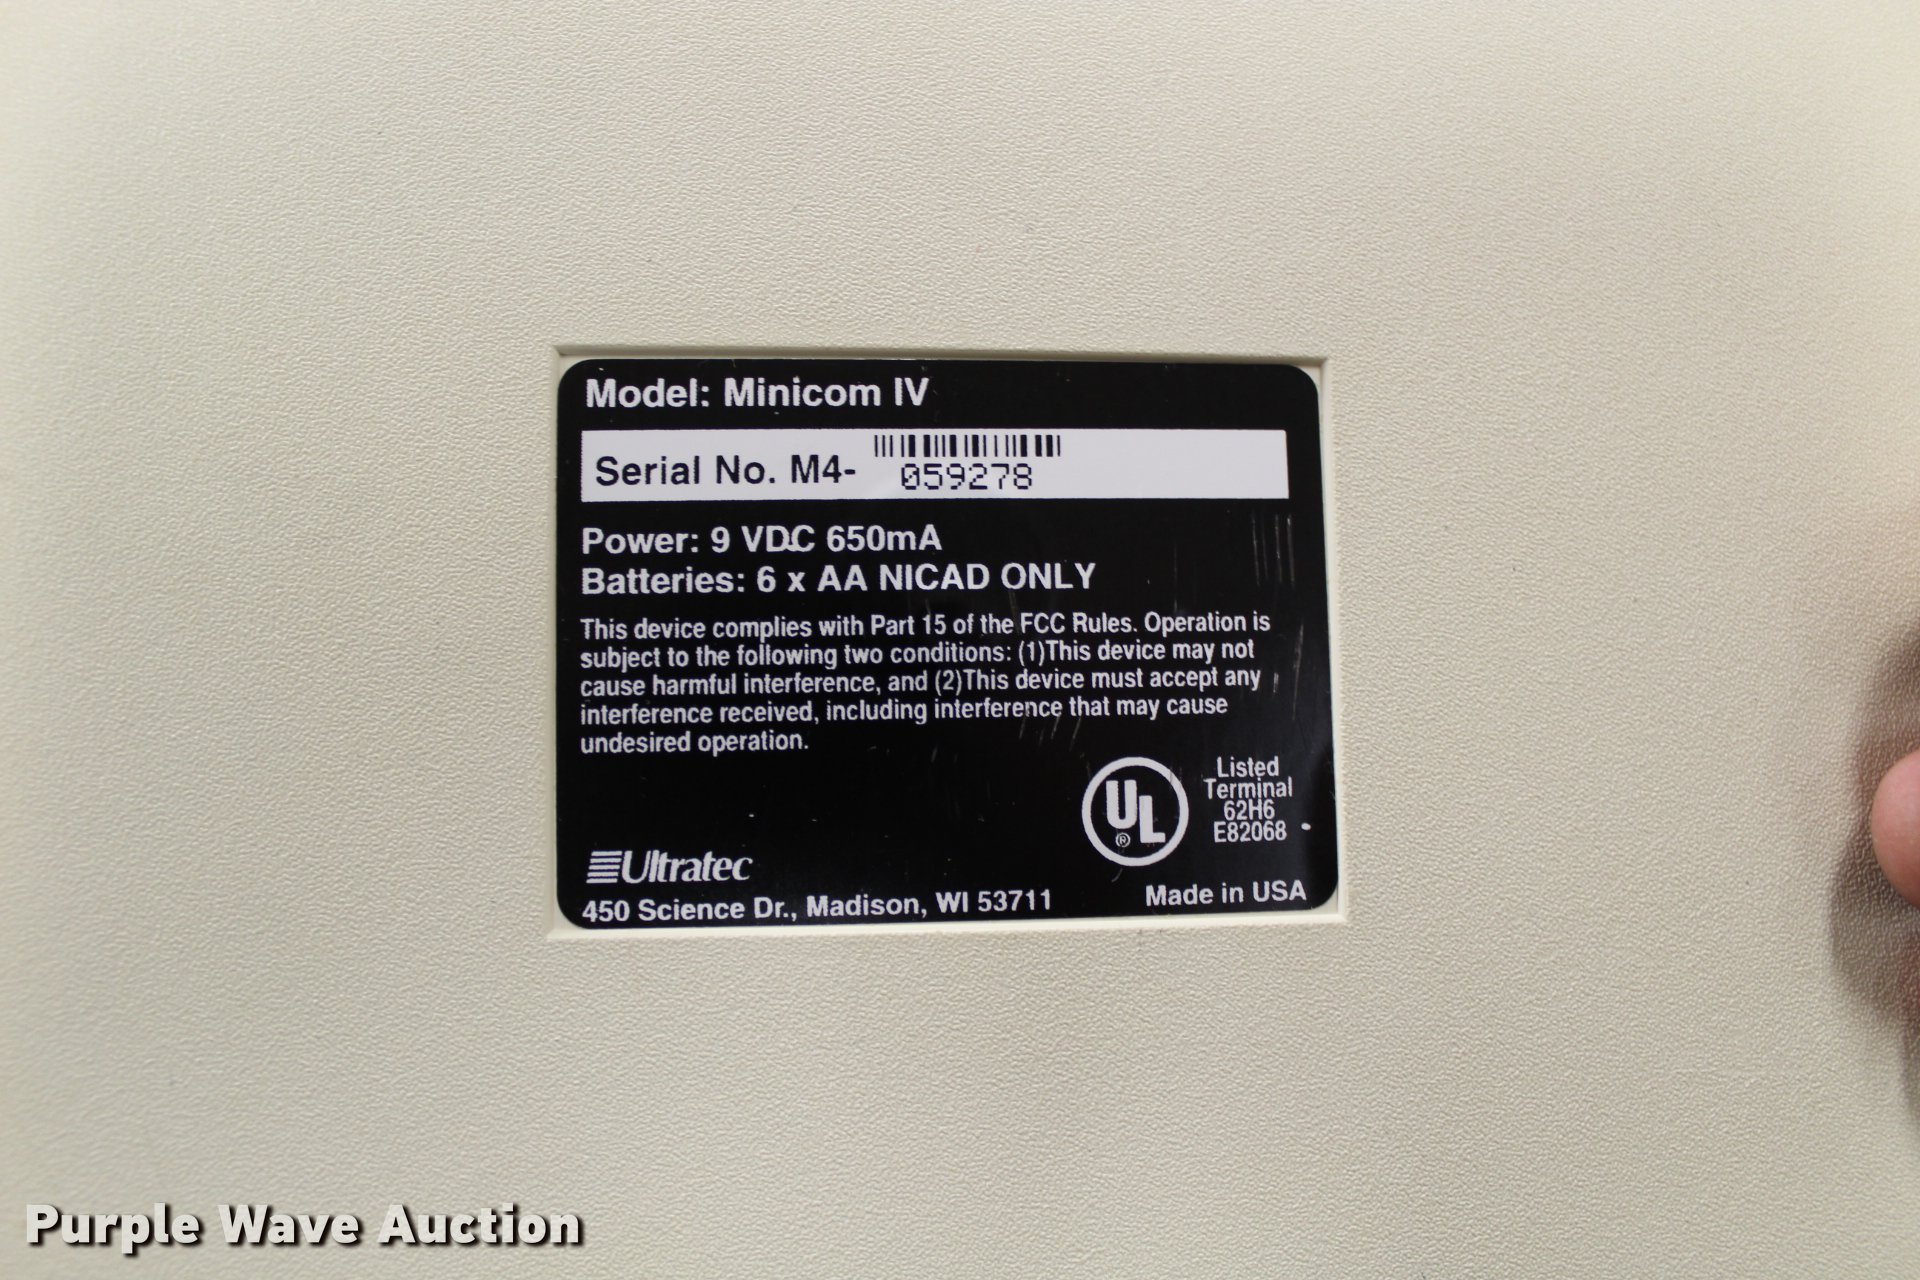 Model: Minicom IV
Serial No. M4-
059278
Power: 9 VDC 650mA
Batteries: 6 x AA NICAD ONLY
This device complies with Part 15 of the FCC Rules. Operation is
subject to the following two conditions: (1)This device may not
cause harmful interference, and (2)This device must accept any
interference received, including interference that may cause
undesired operation.
UL
®
Listed
Terminal
62H6
E82068
Ultratec
450 Science Dr., Madison, WI 53711
Made in USA
Purple Wave Auction